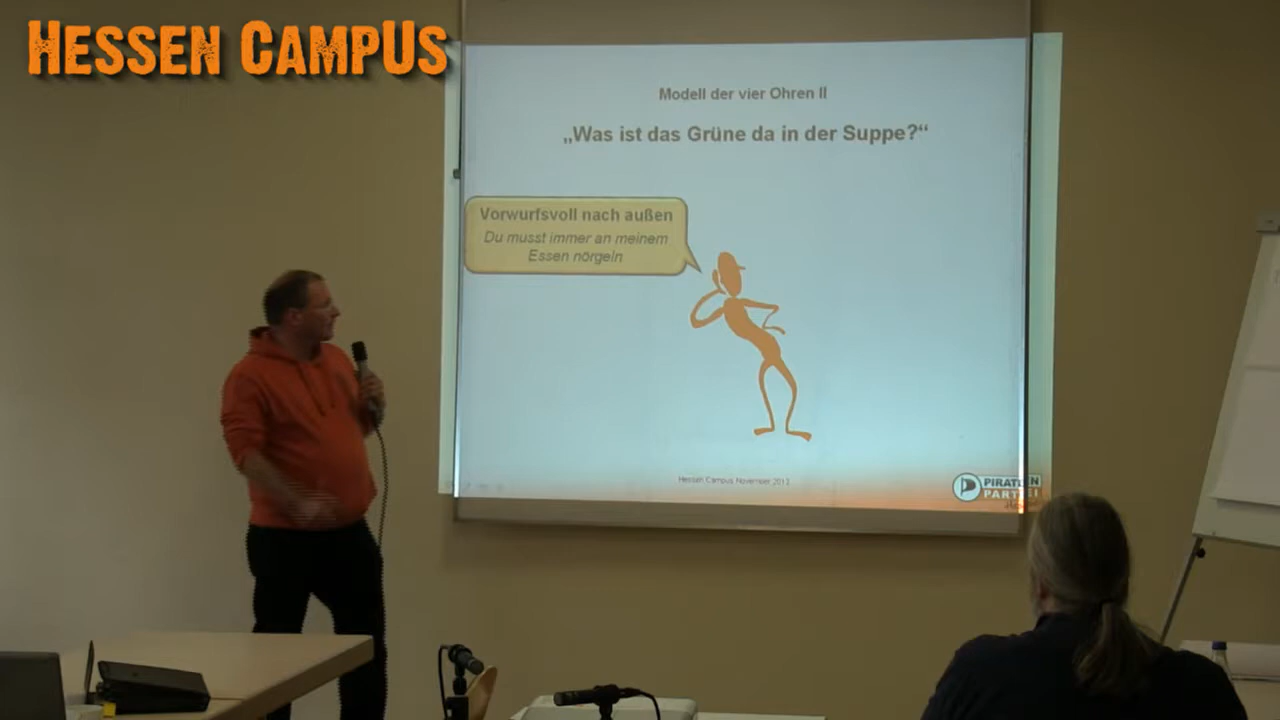 HESSEN CAMPUS
Modell der vier Ohren II
„Was ist das Grüne da in der Suppe?“
Vorwurfsvoll nach außen
Du musst immer an meinem
Essen nörgeln
Hessen Campus November 2013
PIRATEN
PARTEI